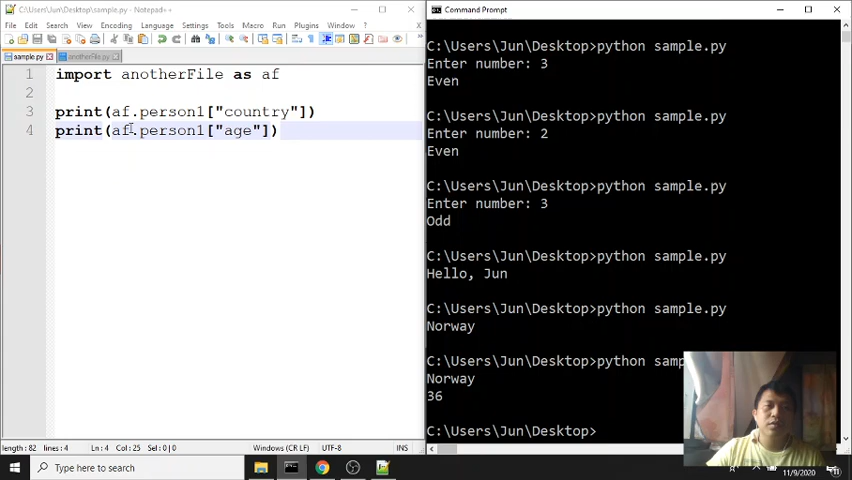 C:\Users\Jun\Desktop\sample.py - Notepad++
File Edit Search View Encoding Language Settings Tools Macro Run Plugins Window ?
sample.py
anotherFile.py
1 import anotherFile as af
2
3 print(af.person1["country"])
4 print(af.person1["age"])
length : 82 lines : 4 Ln : 4 Col : 25 Sel : 0 | 0 Windows (CR LF) UTF-8 INS
Command Prompt
C:\Users\Jun\Desktop>python sample.py
Enter number: 3
Even
C:\Users\Jun\Desktop>python sample.py
Enter number: 2
Even
C:\Users\Jun\Desktop>python sample.py
Enter number: 3
Odd
C:\Users\Jun\Desktop>python sample.py
Hello, Jun
C:\Users\Jun\Desktop>python sample.py
Norway
C:\Users\Jun\Desktop>python sam
Norway
36
C:\Users\Jun\Desktop>
Type here to search
11/9/2020